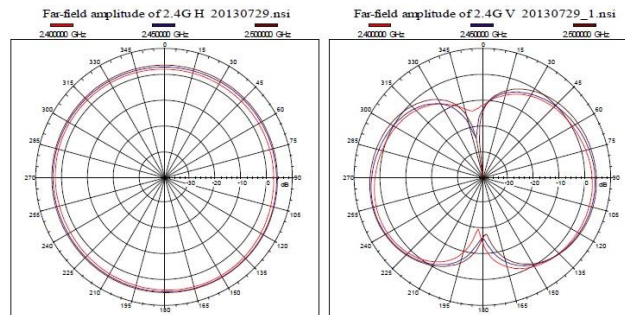 Far-field amplitude of 2.4G H 20130729.nsi
2.400000 GHz 2.450000 GHz 2.500000 GHz
345 0 15
330 30
315 45
300 60
285 75
270 -30 -20 -10 0 dB 90
255 105
240 120
225 135
210 150
195 180 165
Far-field amplitude of 2.4G V 20130729_1.nsi
2.400000 GHz 2.450000 GHz 2.500000 GHz
345 0 15
330 30
315 45
300 60
285 75
270 -30 -20 -10 0 dB 90
255 105
240 120
225 135
210 150
195 180 165